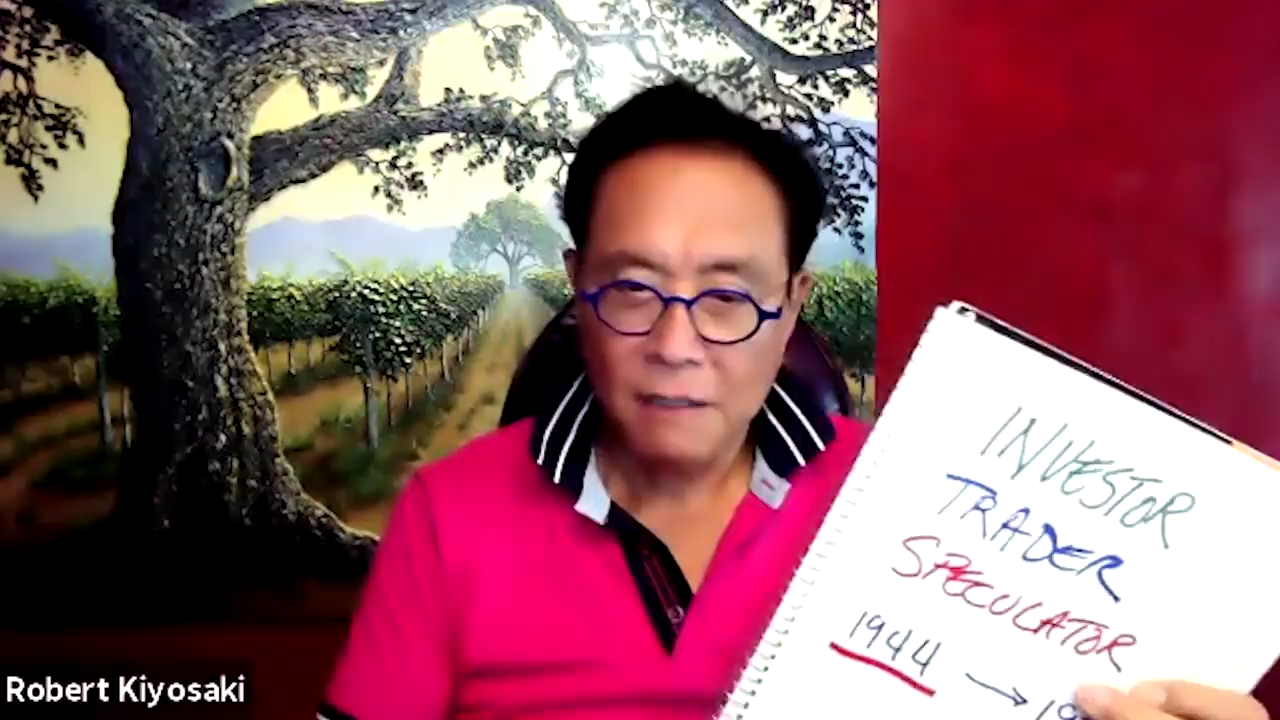 INVESTOR
TRADER
SPECULATOR
1944 →
Robert Kiyosaki